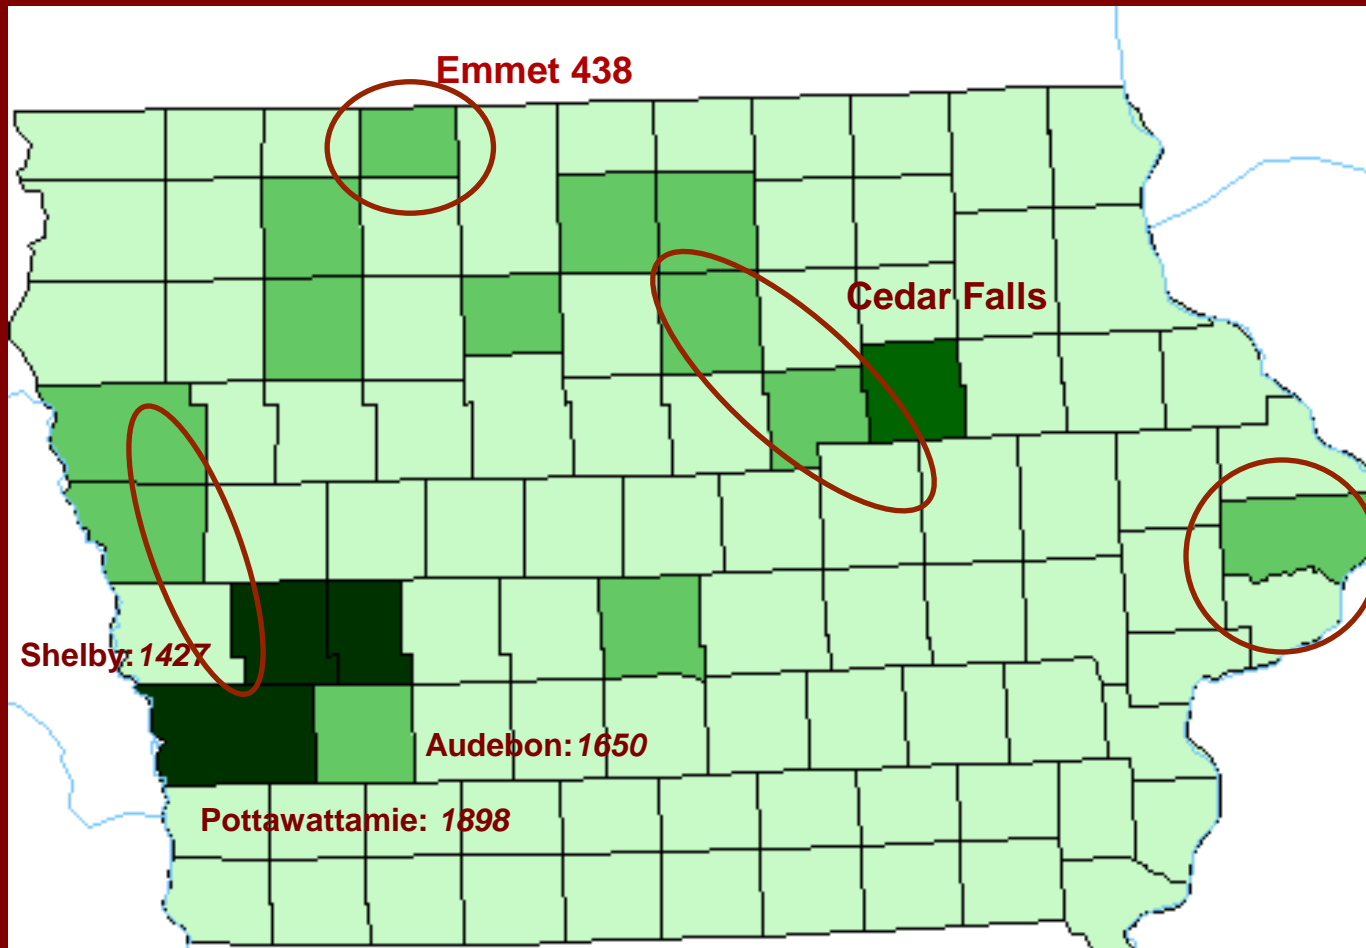 Emmet 438
Cedar Falls
Shelby: 1427
Audebon: 1650
Pottawattamie: 1898